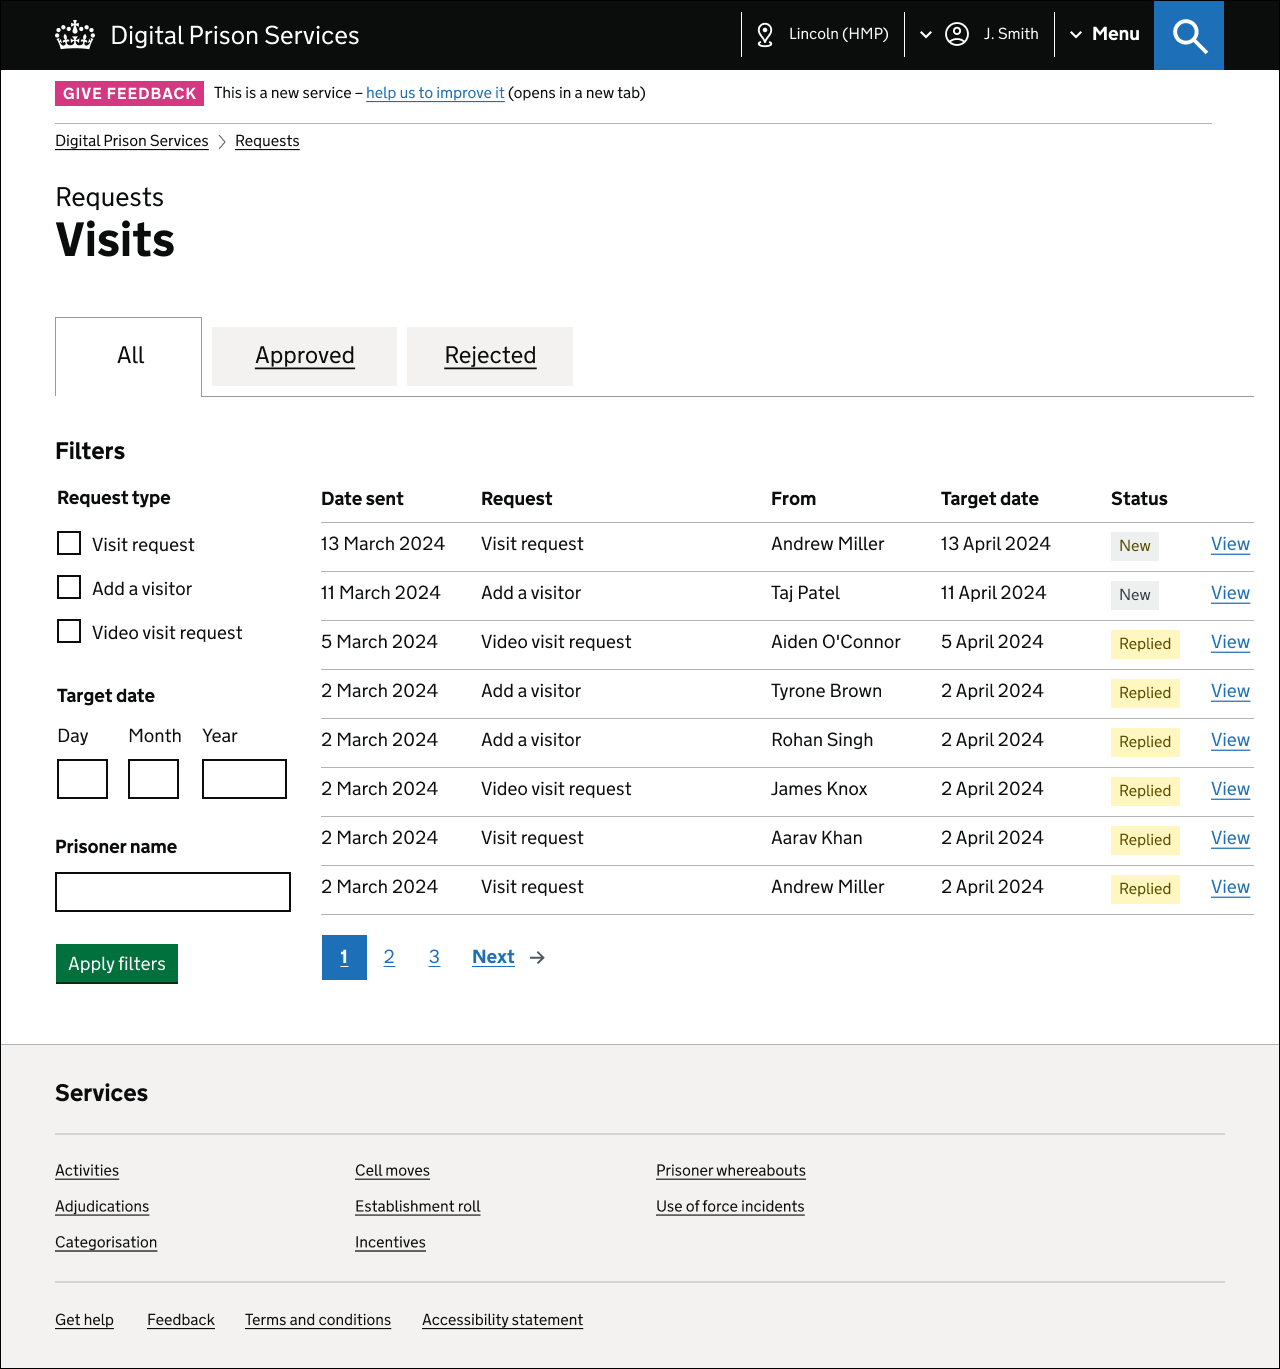 Digital Prison Services
Lincoln (HMP)
J. Smith
Menu
GIVE FEEDBACK This is a new service – help us to improve it (opens in a new tab)
Digital Prison Services
Requests
Requests
Visits
All
Approved
Rejected
Filters
Request type
Visit request
Add a visitor
Video visit request
Target date
Day Month Year
Prisoner name
Apply filters
Date sent Request From Target date Status
13 March 2024 Visit request Andrew Miller 13 April 2024 New View
11 March 2024 Add a visitor Taj Patel 11 April 2024 New View
5 March 2024 Video visit request Aiden O'Connor 5 April 2024 Replied View
2 March 2024 Add a visitor Tyrone Brown 2 April 2024 Replied View
2 March 2024 Add a visitor Rohan Singh 2 April 2024 Replied View
2 March 2024 Video visit request James Knox 2 April 2024 Replied View
2 March 2024 Visit request Aarav Khan 2 April 2024 Replied View
2 March 2024 Visit request Andrew Miller 2 April 2024 Replied View
1 2 3 Next
Services
Activities
Adjudications
Categorisation
Cell moves
Establishment roll
Incentives
Prisoner whereabouts
Use of force incidents
Get help Feedback Terms and conditions Accessibility statement